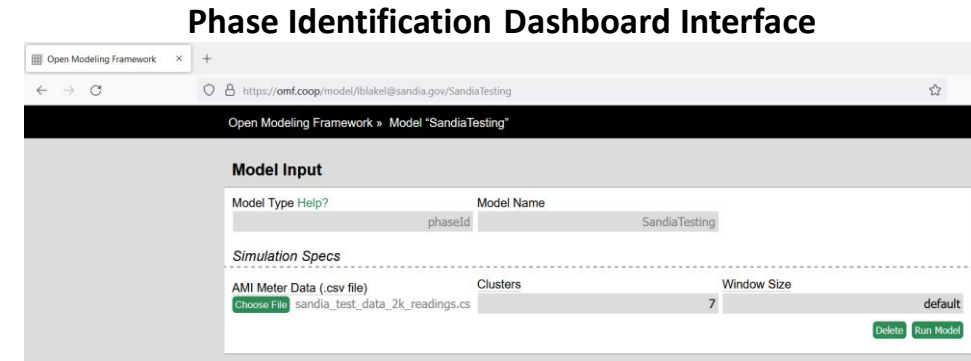 Phase Identification Dashboard Interface
Open Modeling Framework × +
https://omf.coop/model/lblakel@sandia.gov/SandiaTesting
Open Modeling Framework » Model “SandiaTesting”
Model Input
Model Type Help? Model Name
phaseId SandiaTesting
Simulation Specs
AMI Meter Data (.csv file) Clusters Window Size
Choose File sandia_test_data_2k_readings.cs 7 default
Delete Run Model